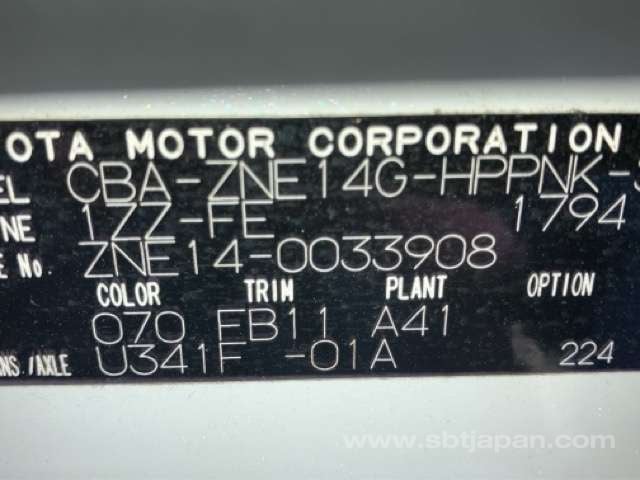 OTA MOTOR CORPORATION
EL CBA-ZNE14G-HPPNK-
NE 1ZZ-FE 1794
E No. ZNE14-0033908
COLOR TRIM PLANT OPTION
070 FB11 A41
NS./AXLE U341F -01A 224
www.sbtjapan.com